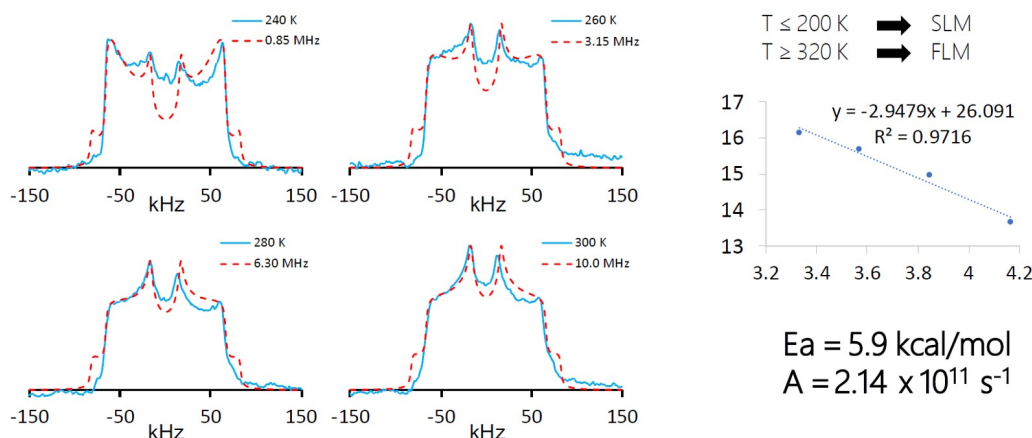 240 K
0.85 MHz
-150 -50 50 150
kHz
260 K
3.15 MHz
-150 -50 50 150
kHz
280 K
6.30 MHz
-150 -50 50 150
kHz
300 K
10.0 MHz
-150 -50 50 150
kHz
T ≤ 200 K SLM
T ≥ 320 K FLM
17
16
15
14
13
y = -2.9479x + 26.091
R² = 0.9716
3.2 3.4 3.6 3.8 4 4.2
Ea = 5.9 kcal/mol
A = 2.14 x 10¹¹ s⁻¹